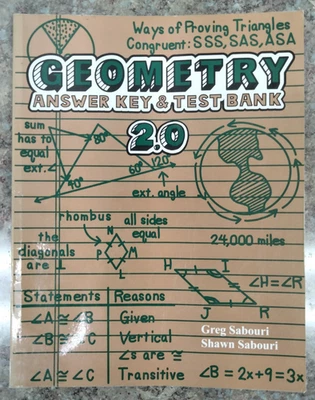 Ways of Proving Triangles
Congruent: SSS, SAS, ASA
GEOMETRY
ANSWER KEY & TEST BANK
2.0
sum
has to
equal
ext. ∠
80°
40°
60°
120°
ext. angle
rhombus
all sides
equal
the
diagonals
are ⊥
N
P
M
L
24,000 miles
H
I
J
R
∠H = ∠R
Statements
Reasons
∠A ≅ ∠B
Given
∠B ≅ ∠C
Vertical
∠s are ≅
∠A ≅ ∠C
Transitive
∠B = 2x+9 = 3x
Greg Sabouri
Shawn Sabouri